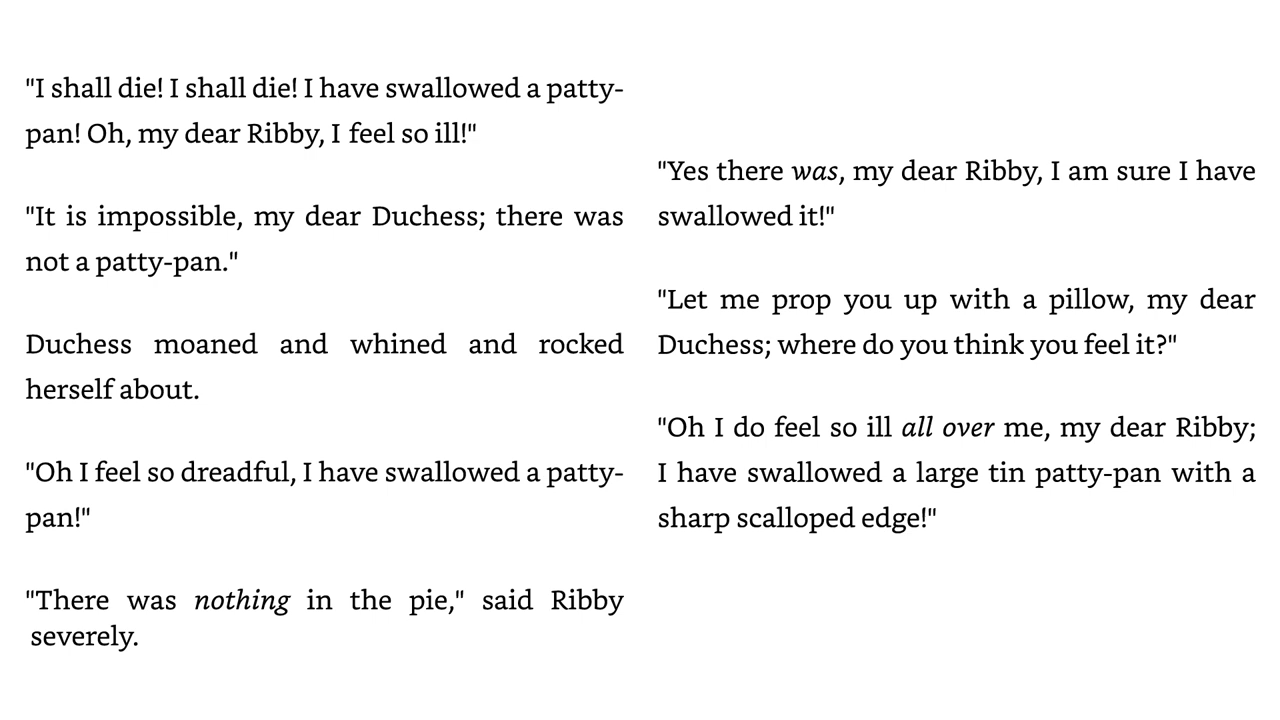 "I shall die! I shall die! I have swallowed a patty-
pan! Oh, my dear Ribby, I feel so ill!"
"It is impossible, my dear Duchess; there was
not a patty-pan."
Duchess moaned and whined and rocked
herself about.
"Oh I feel so dreadful, I have swallowed a patty-
pan!"
"There was nothing in the pie," said Ribby
severely.
"Yes there was, my dear Ribby, I am sure I have
swallowed it!"
"Let me prop you up with a pillow, my dear
Duchess; where do you think you feel it?"
"Oh I do feel so ill all over me, my dear Ribby;
I have swallowed a large tin patty-pan with a
sharp scalloped edge!"